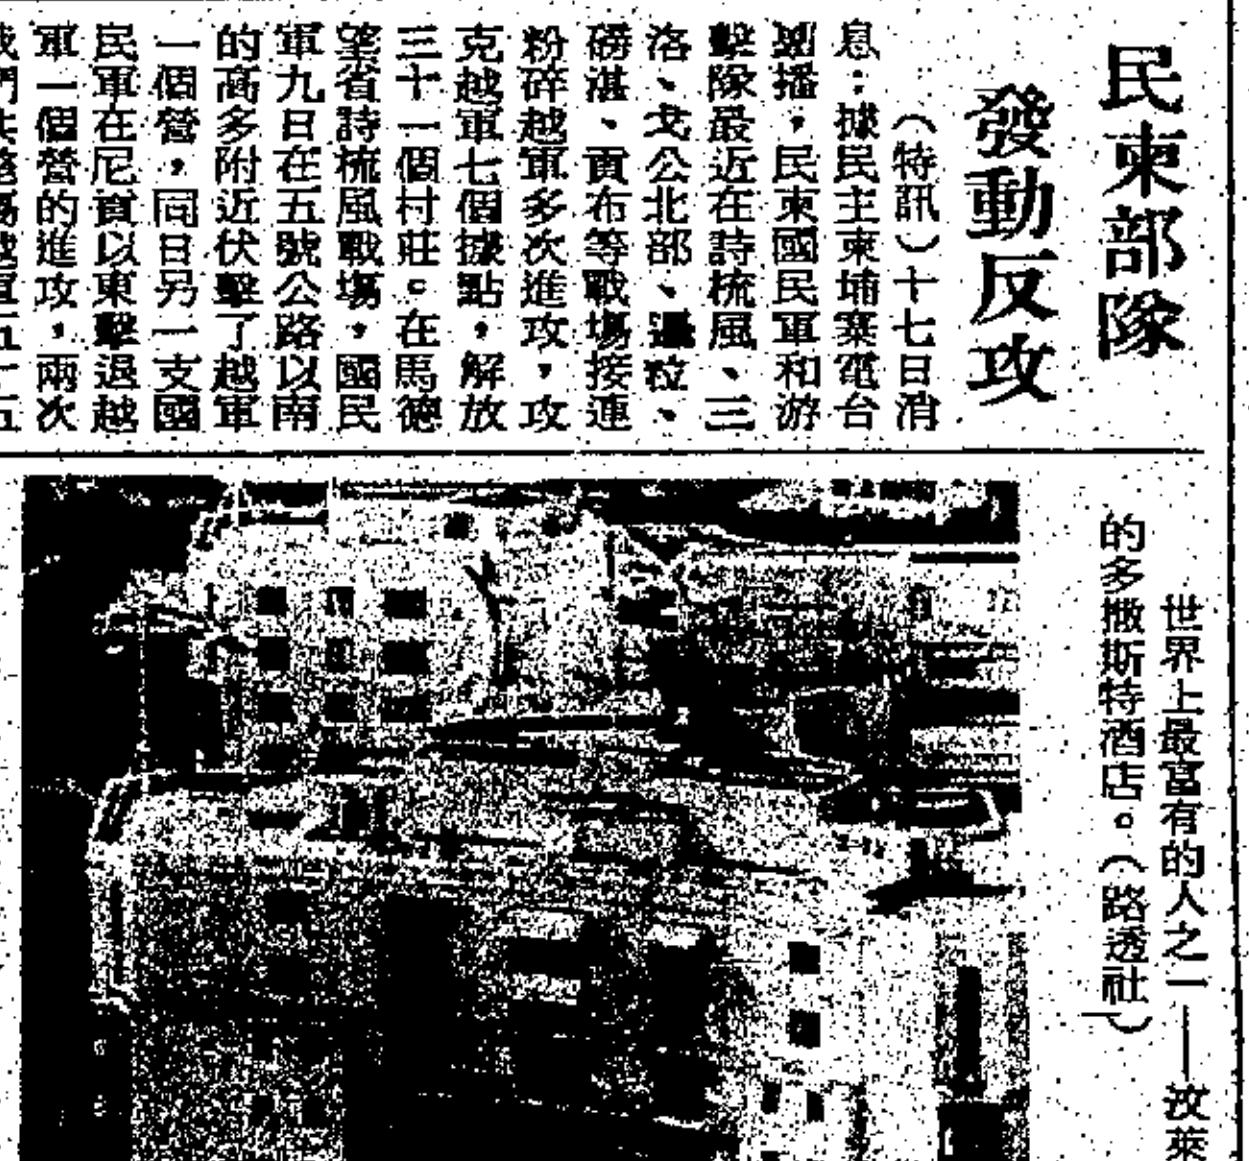 民柬部隊
發動反攻
（特訊）十七日消
息：據民主柬埔寨電台
播，民柬國民軍和游
擊隊最近在詩梳風、三
洛、戈公北部、暹粒、
磅湛、貢布等戰場接連
粉碎越軍多次進攻，攻
克越軍七個據點，解放
三十一個村莊。在馬德
望省詩梳風戰場，國民
軍九日在五號公路以南
的高多附近伏擊了越軍
一個營，同日另一支國
民軍在尼賁以東擊退越
軍一個營的進攻，兩次
世界上最富有的人之一——汶萊
的多撒斯特酒店。（路透社）